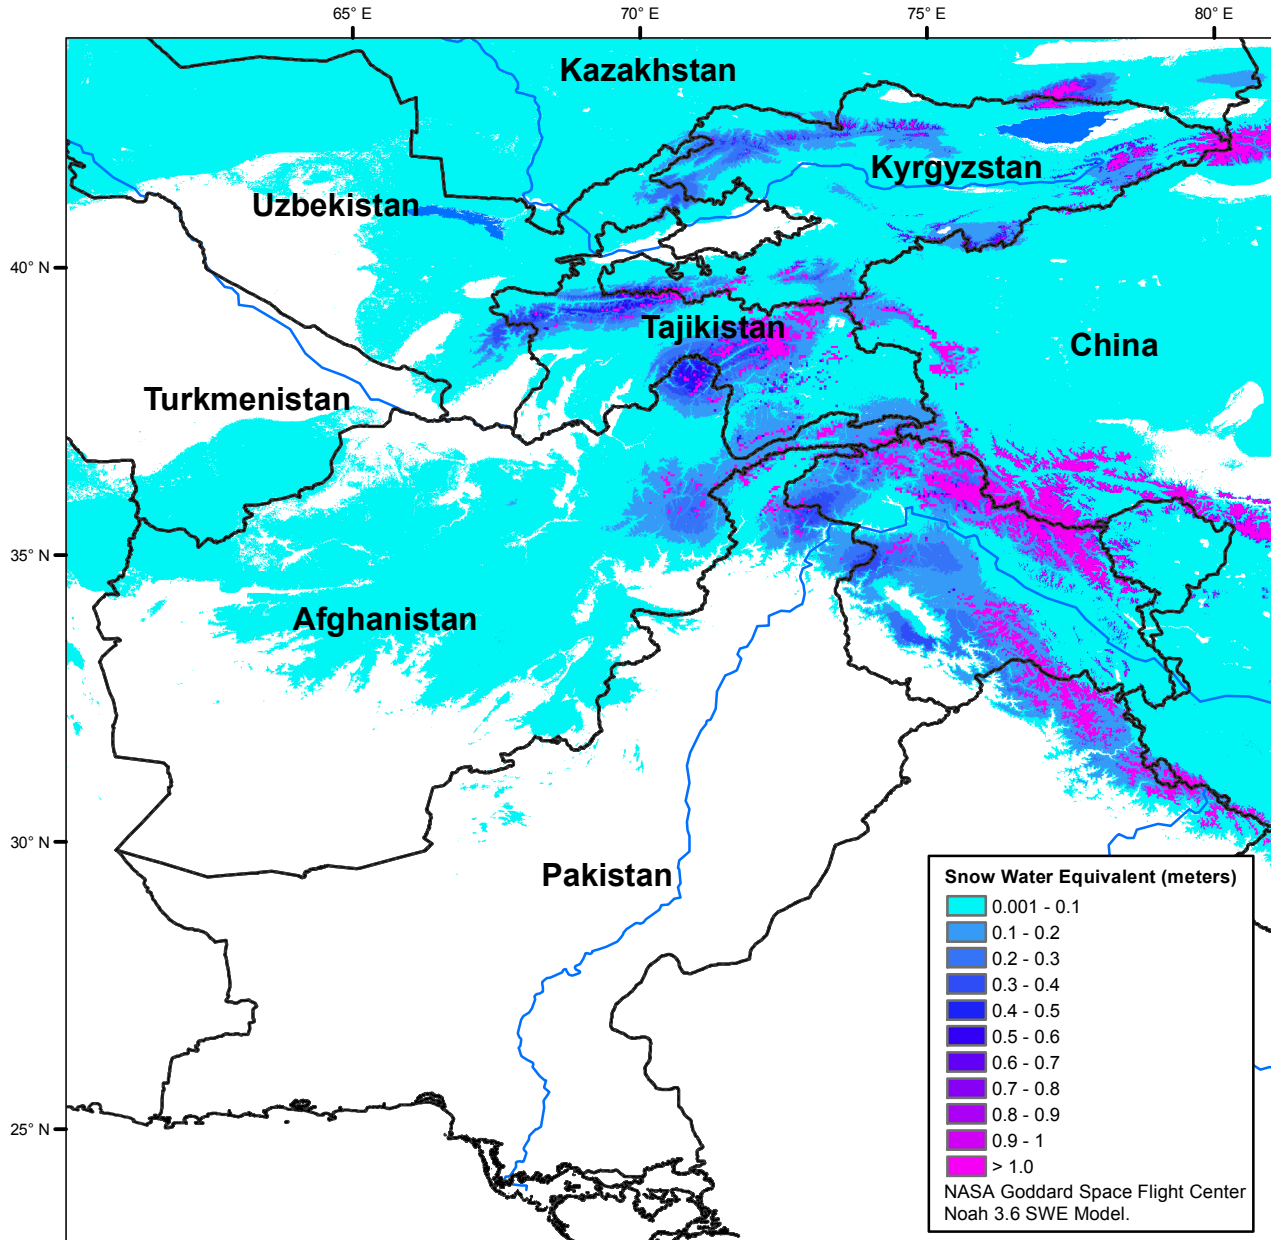 65° E
70° E
75° E
80° E
Kazakhstan
Kyrgyzstan
Uzbekistan
40° N
Tajikistan
China
Turkmenistan
35° N
Afghanistan
30° N
Pakistan
25° N
Snow Water Equivalent (meters)
0.001 - 0.1
0.1 - 0.2
0.2 - 0.3
0.3 - 0.4
0.4 - 0.5
0.5 - 0.6
0.6 - 0.7
0.7 - 0.8
0.8 - 0.9
0.9 - 1
> 1.0
NASA Goddard Space Flight Center
Noah 3.6 SWE Model.